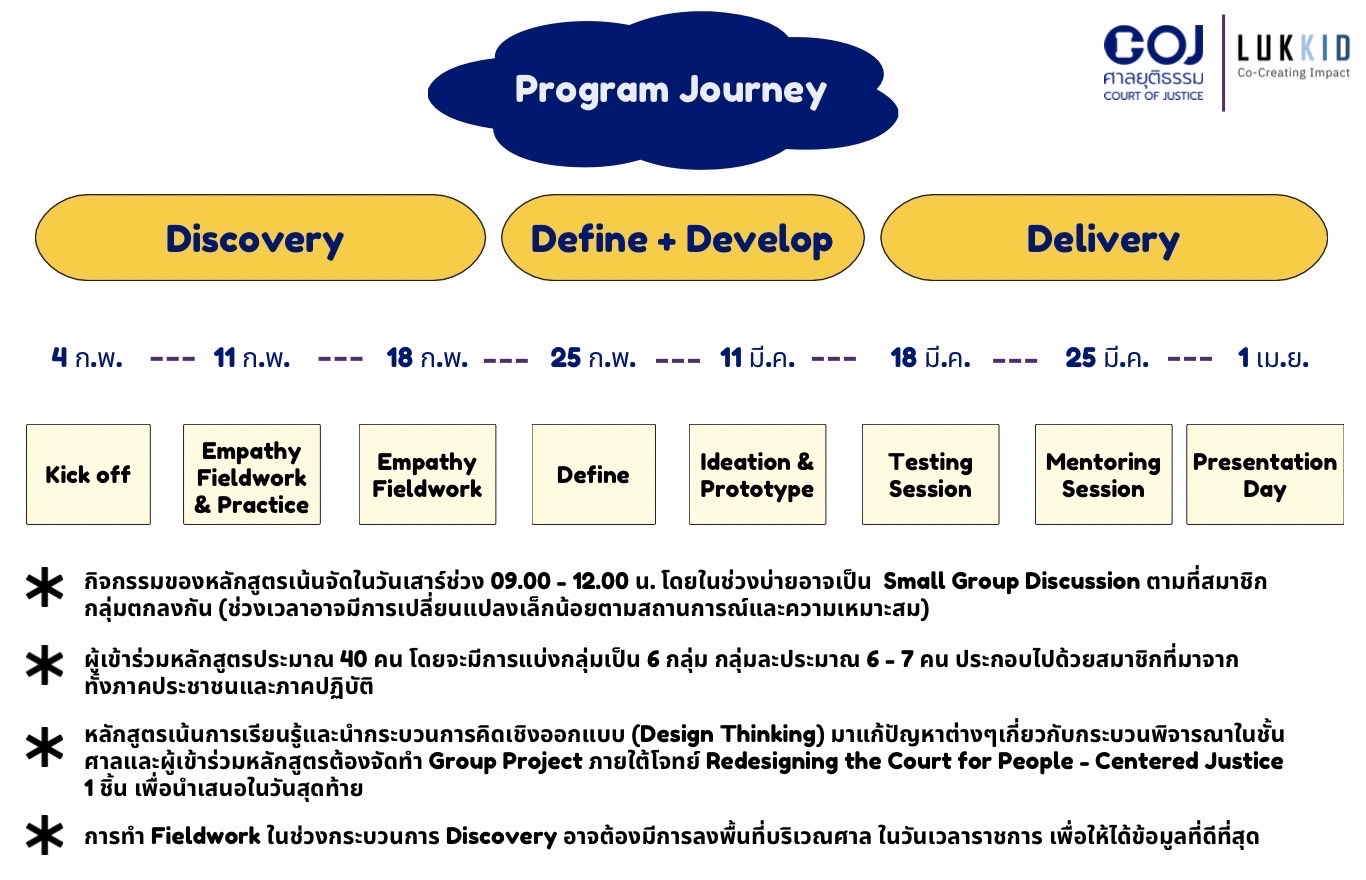 Program Journey
COJ
ศาลยุติธรรม
COURT OF JUSTICE
LUKKID
Co-Creating Impact
Discovery
Define + Develop
Delivery
4 ก.พ. --- 11 ก.พ. --- 18 ก.พ. --- 25 ก.พ. --- 11 มี.ค. --- 18 มี.ค. --- 25 มี.ค. --- 1 เม.ย.
Kick off
Empathy
Fieldwork
& Practice
Empathy
Fieldwork
Define
Ideation &
Prototype
Testing
Session
Mentoring
Session
Presentation
Day
* กิจกรรมของหลักสูตรเน้นจัดในวันเสาร์ช่วง 09.00 - 12.00 น. โดยในช่วงบ่ายอาจเป็น Small Group Discussion ตามที่สมาชิก
กลุ่มตกลงกัน (ช่วงเวลาอาจมีการเปลี่ยนแปลงเล็กน้อยตามสถานการณ์และความเหมาะสม)
* ผู้เข้าร่วมหลักสูตรประมาณ 40 คน โดยจะมีการแบ่งกลุ่มเป็น 6 กลุ่ม กลุ่มละประมาณ 6 - 7 คน ประกอบไปด้วยสมาชิกที่มาจาก
ทั้งภาคประชาชนและภาคปฏิบัติ
* หลักสูตรเน้นการเรียนรู้และนำกระบวนการคิดเชิงออกแบบ (Design Thinking) มาแก้ปัญหาต่างๆเกี่ยวกับกระบวนพิจารณาในชั้น
ศาลและผู้เข้าร่วมหลักสูตรต้องจัดทำ Group Project ภายใต้โจทย์ Redesigning the Court for People - Centered Justice
1 ชิ้น เพื่อนำเสนอในวันสุดท้าย
* การทำ Fieldwork ในช่วงกระบวนการ Discovery อาจต้องมีการลงพื้นที่บริเวณศาล ในวันเวลาราชการ เพื่อให้ได้ข้อมูลที่ดีที่สุด